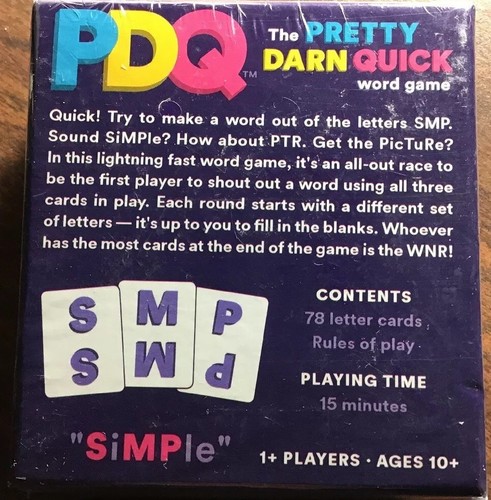 PDQ™
The PRETTY
DARN QUICK
word game
Quick! Try to make a word out of the letters SMP.
Sound SiMPle? How about PTR. Get the PicTuRe?
In this lightning fast word game, it's an all-out race to
be the first player to shout out a word using all three
cards in play. Each round starts with a different set
of letters — it's up to you to fill in the blanks. Whoever
has the most cards at the end of the game is the WNR!
S M P
S M P
CONTENTS
78 letter cards
Rules of play
PLAYING TIME
15 minutes
"SiMPle"
1+ PLAYERS · AGES 10+